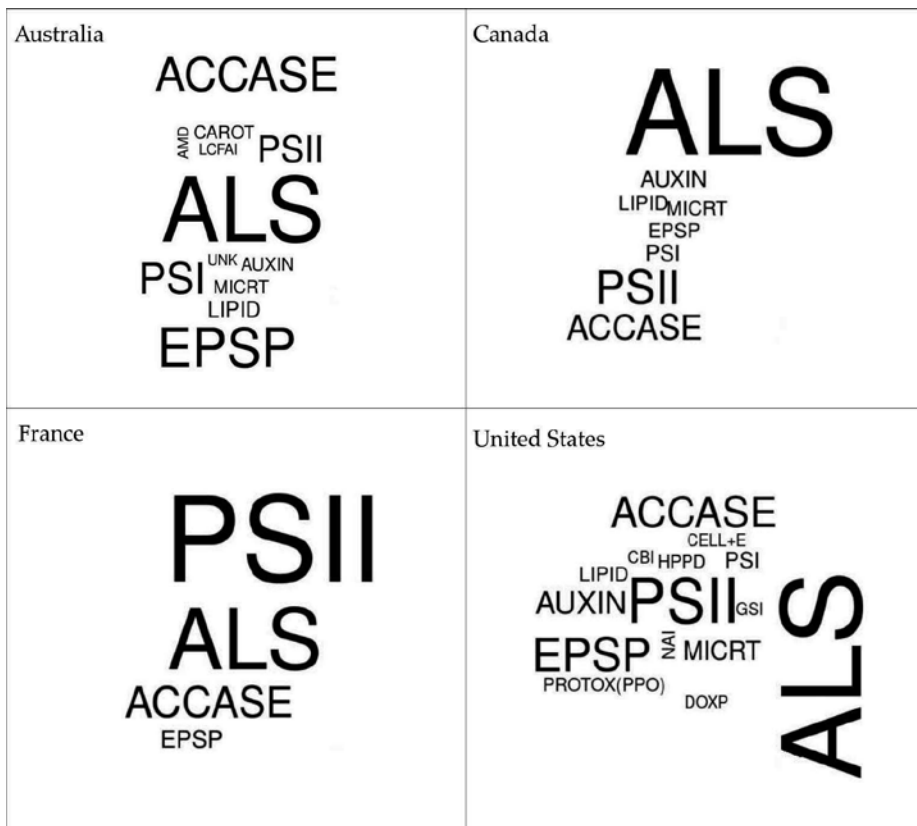 Australia
ACCASE
AMD
CAROT
LCFAI
PSII
ALS
PSI
UNK
AUXIN
MICRT
LIPID
EPSP
Canada
ALS
AUXIN
LIPID
MICRT
EPSP
PSI
PSII
ACCASE
France
PSII
ALS
ACCASE
EPSP
United States
ACCASE
CELL+E
CBI
HPPD
PSI
LIPID
AUXIN
PSII
GSI
ALS
EPSP
NAI
MICRT
PROTOX(PPO)
DOXP